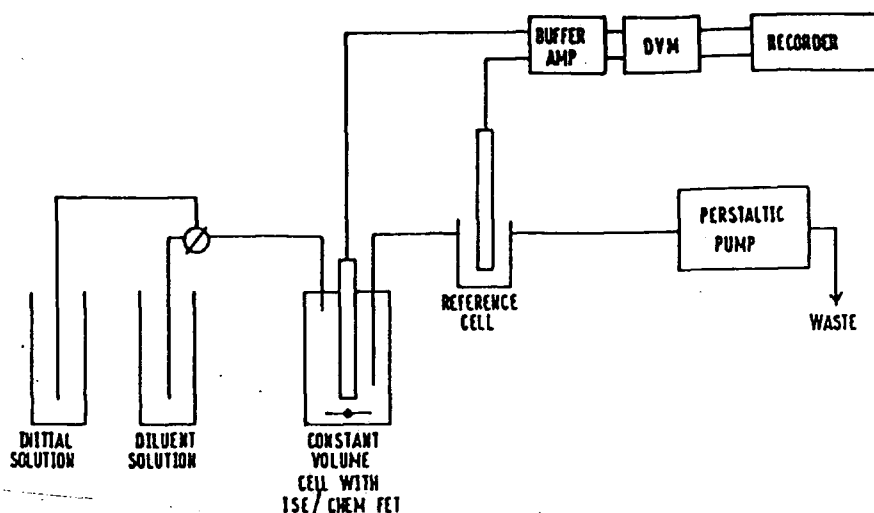 BUFFER
AMP
DVM
RECORDER
PERSTALTIC
PUMP
REFERENCE
CELL
WASTE
INITIAL
SOLUTION
DILUENT
SOLUTION
CONSTANT
VOLUME
CELL WITH
ISE/CHEM FET